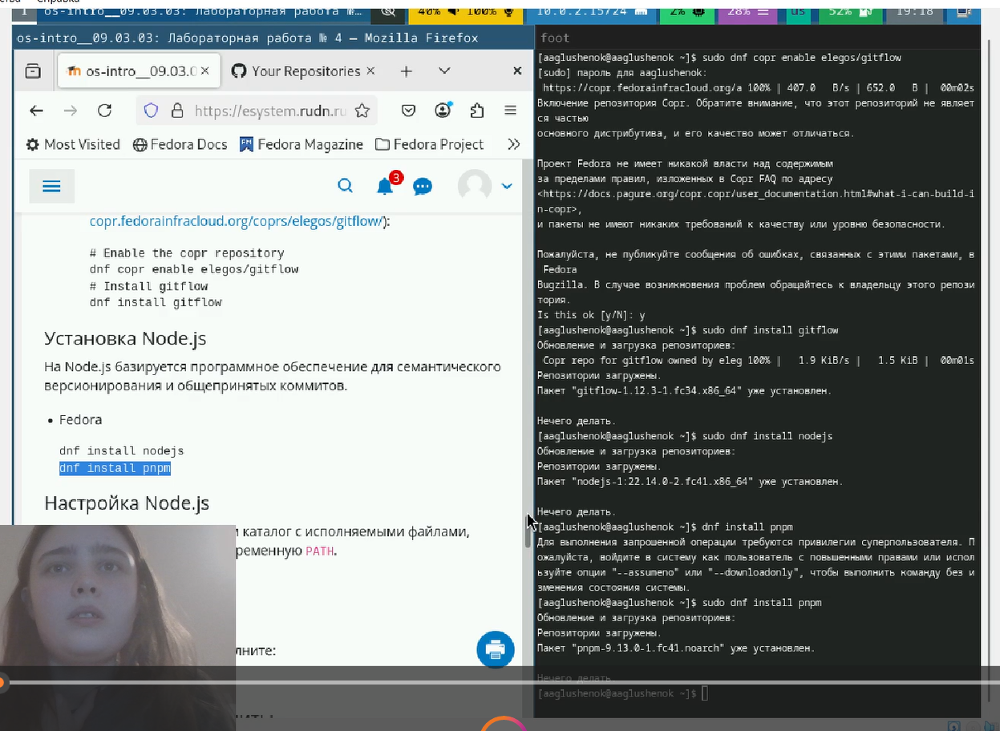 Справка
1
os-intro__09.03.03: Лабораторная работа №…
40% 100%
10.0.2.15/24
2%
28%
us
52%
19:18
os-intro__09.03.03: Лабораторная работа № 4 — Mozilla Firefox
os-intro__09.03.0
Your Repositories
https://esystem.rudn.ru
Most Visited
Fedora Docs
Fedora Magazine
Fedora Project
3
copr.fedorainfracloud.org/coprs/elegos/gitflow/):
# Enable the copr repository
dnf copr enable elegos/gitflow
# Install gitflow
dnf install gitflow
Установка Node.js
На Node.js базируется программное обеспечение для семантического
версионирования и общепринятых коммитов.
• Fedora
dnf install nodejs
dnf install pnpm
Настройка Node.js
каталог с исполняемыми файлами,
ременную PATH.
лните:
foot
[aaglushenok@aaglushenok ~]$ sudo dnf copr enable elegos/gitflow
[sudo] пароль для aaglushenok:
https://copr.fedorainfracloud.org/a 100% | 407.0   B/s | 652.0   B |  00m02s
Включение репозитория Copr. Обратите внимание, что этот репозиторий не являет
ся частью
основного дистрибутива, и его качество может отличаться.
Проект Fedora не имеет никакой власти над содержимым
за пределами правил, изложенных в Copr FAQ по адресу
<https://docs.pagure.org/copr.copr/user_documentation.html#what-i-can-build-i
n-copr>,
и пакеты не имеют никаких требований к качеству или уровню безопасности.
Пожалуйста, не публикуйте сообщения об ошибках, связанных с этими пакетами, в
Fedora
Bugzilla. В случае возникновения проблем обращайтесь к владельцу этого репози
тория.
Is this ok [y/N]: y
[aaglushenok@aaglushenok ~]$ sudo dnf install gitflow
Обновление и загрузка репозиториев:
Copr repo for gitflow owned by eleg 100% |   1.9 KiB/s |   1.5 KiB |  00m01s
Репозитории загружены.
Пакет "gitflow-1.12.3-1.fc34.x86_64" уже установлен.
Нечего делать.
[aaglushenok@aaglushenok ~]$ sudo dnf install nodejs
Обновление и загрузка репозиториев:
Репозитории загружены.
Пакет "nodejs-1:22.14.0-2.fc41.x86_64" уже установлен.
Нечего делать.
[aaglushenok@aaglushenok ~]$ dnf install pnpm
Для выполнения запрошенной операции требуются привилегии суперпользователя. П
ожалуйста, войдите в систему как пользователь с повышенными правами или испол
ьзуйте опции "--assumeno" или "--downloadonly", чтобы выполнить команду без и
зменения состояния системы.
[aaglushenok@aaglushenok ~]$ sudo dnf install pnpm
Обновление и загрузка репозиториев:
Репозитории загружены.
Пакет "pnpm-9.13.0-1.fc41.noarch" уже установлен.
Нечего делать.
[aaglushenok@aaglushenok ~]$